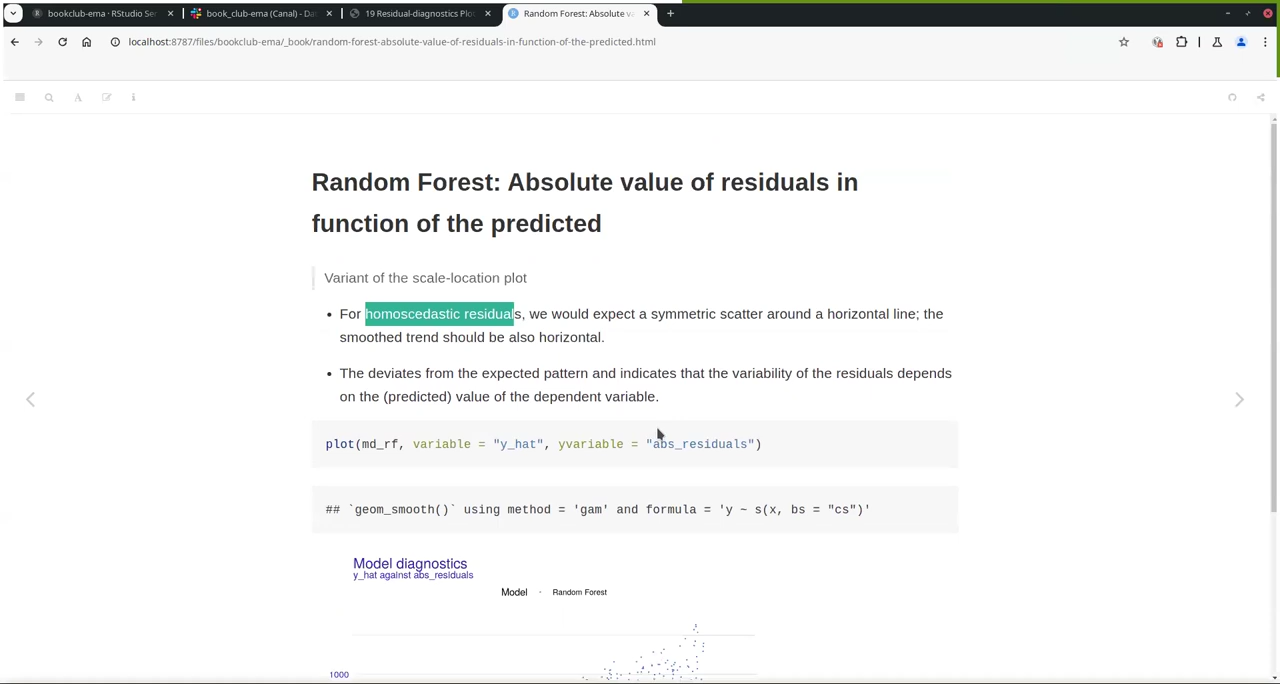 bookclub-ema · RStudio Ser
book_club-ema (Canal) - Da
19 Residual-diagnostics Plo
Random Forest: Absolute va
localhost:8787/files/bookclub-ema/_book/random-forest-absolute-value-of-residuals-in-function-of-the-predicted.html
Random Forest: Absolute value of residuals in
function of the predicted
Variant of the scale-location plot
• For homoscedastic residuals, we would expect a symmetric scatter around a horizontal line; the
smoothed trend should be also horizontal.
• The deviates from the expected pattern and indicates that the variability of the residuals depends
on the (predicted) value of the dependent variable.
plot(md_rf, variable = "y_hat", yvariable = "abs_residuals")
## `geom_smooth()` using method = 'gam' and formula = 'y ~ s(x, bs = "cs")'
Model diagnostics
y_hat against abs_residuals
Model Random Forest
1000